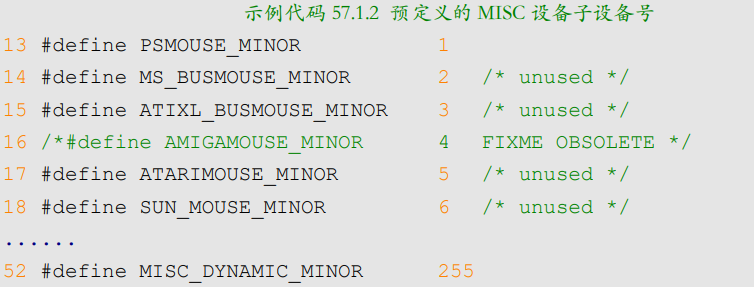 示例代码 57.1.2 预定义的 MISC 设备子设备号
13 #define PSMOUSE_MINOR 1
14 #define MS_BUSMOUSE_MINOR 2 /* unused */
15 #define ATIXL_BUSMOUSE_MINOR 3 /* unused */
16 /*#define AMIGAMOUSE_MINOR 4 FIXME OBSOLETE */
17 #define ATARIMOUSE_MINOR 5 /* unused */
18 #define SUN_MOUSE_MINOR 6 /* unused */
......
52 #define MISC_DYNAMIC_MINOR 255